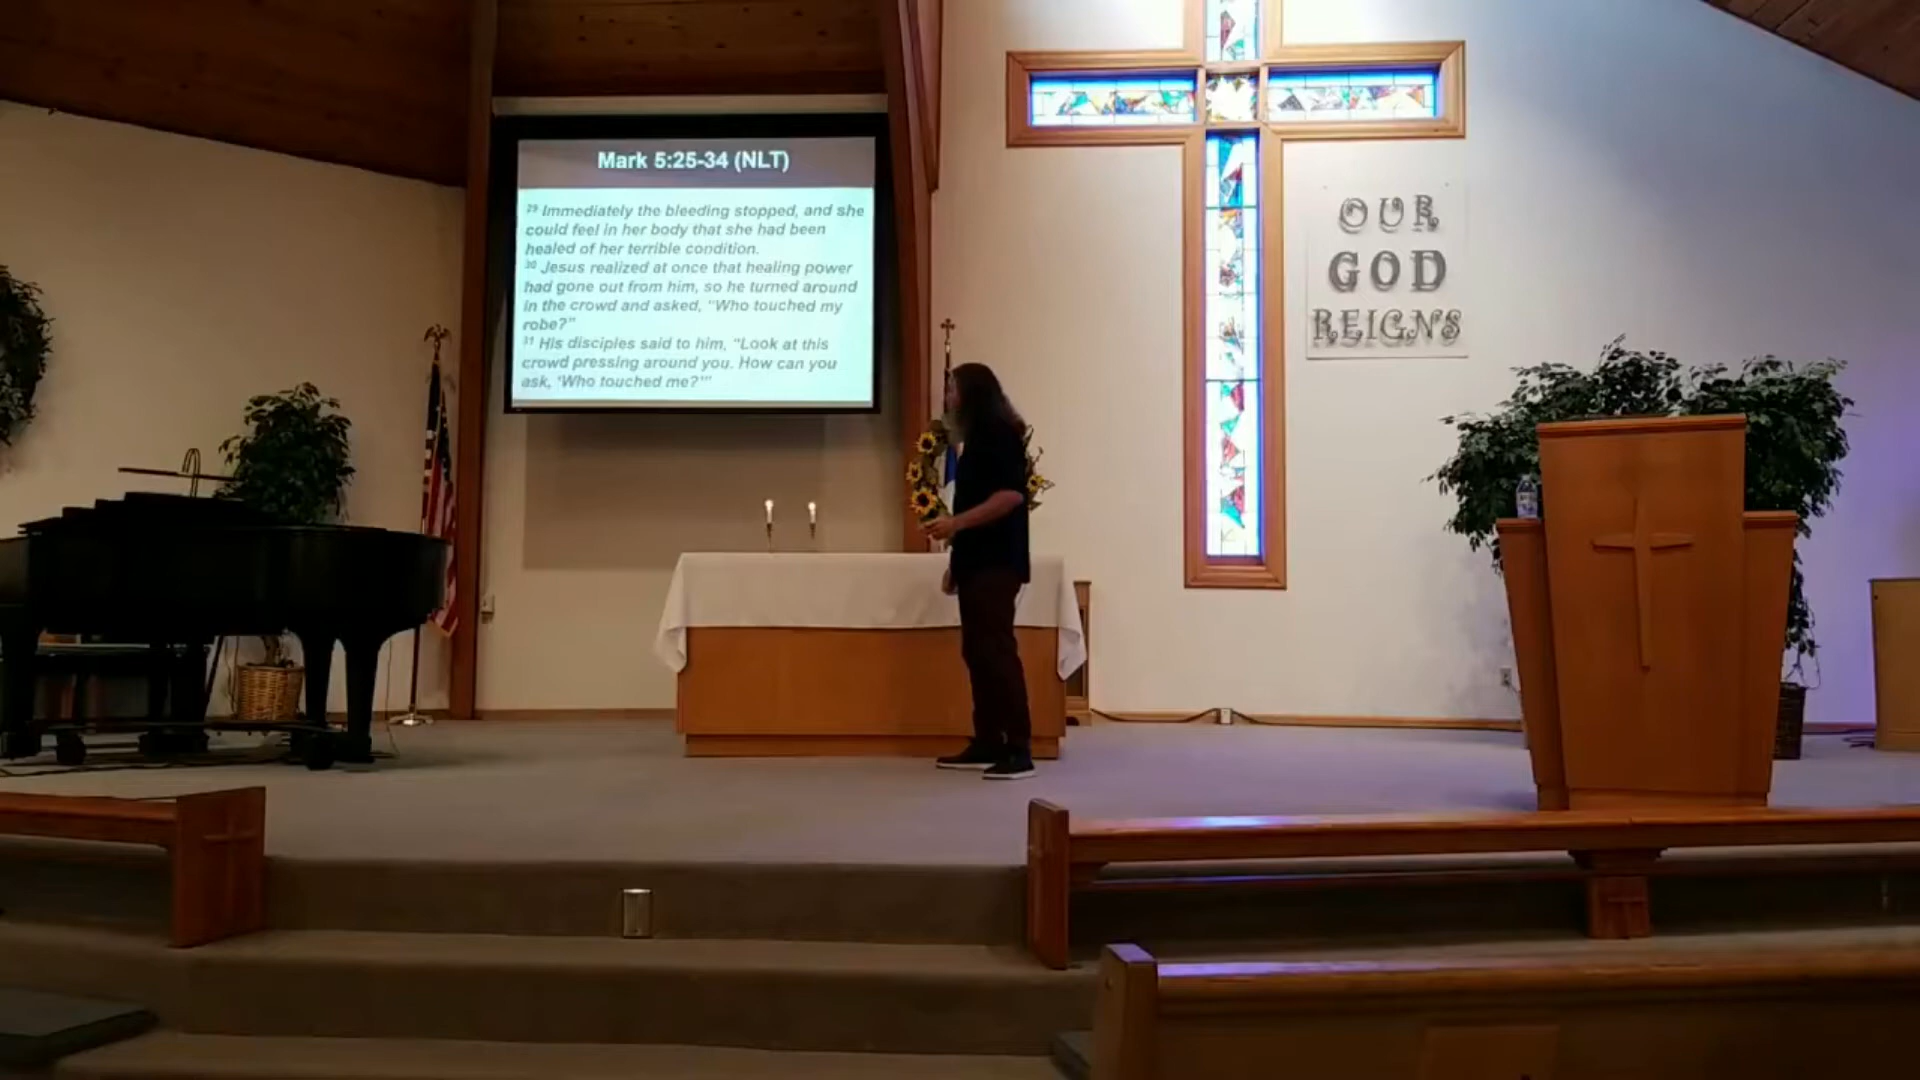 Mark 5:25-34 (NLT)
29 Immediately the bleeding stopped, and she
could feel in her body that she had been
healed of her terrible condition.
30 Jesus realized at once that healing power
had gone out from him, so he turned around
in the crowd and asked, “Who touched my
robe?”
31 His disciples said to him, “Look at this
crowd pressing around you. How can you
ask, ‘Who touched me?’”
OUR
GOD
REIGNS